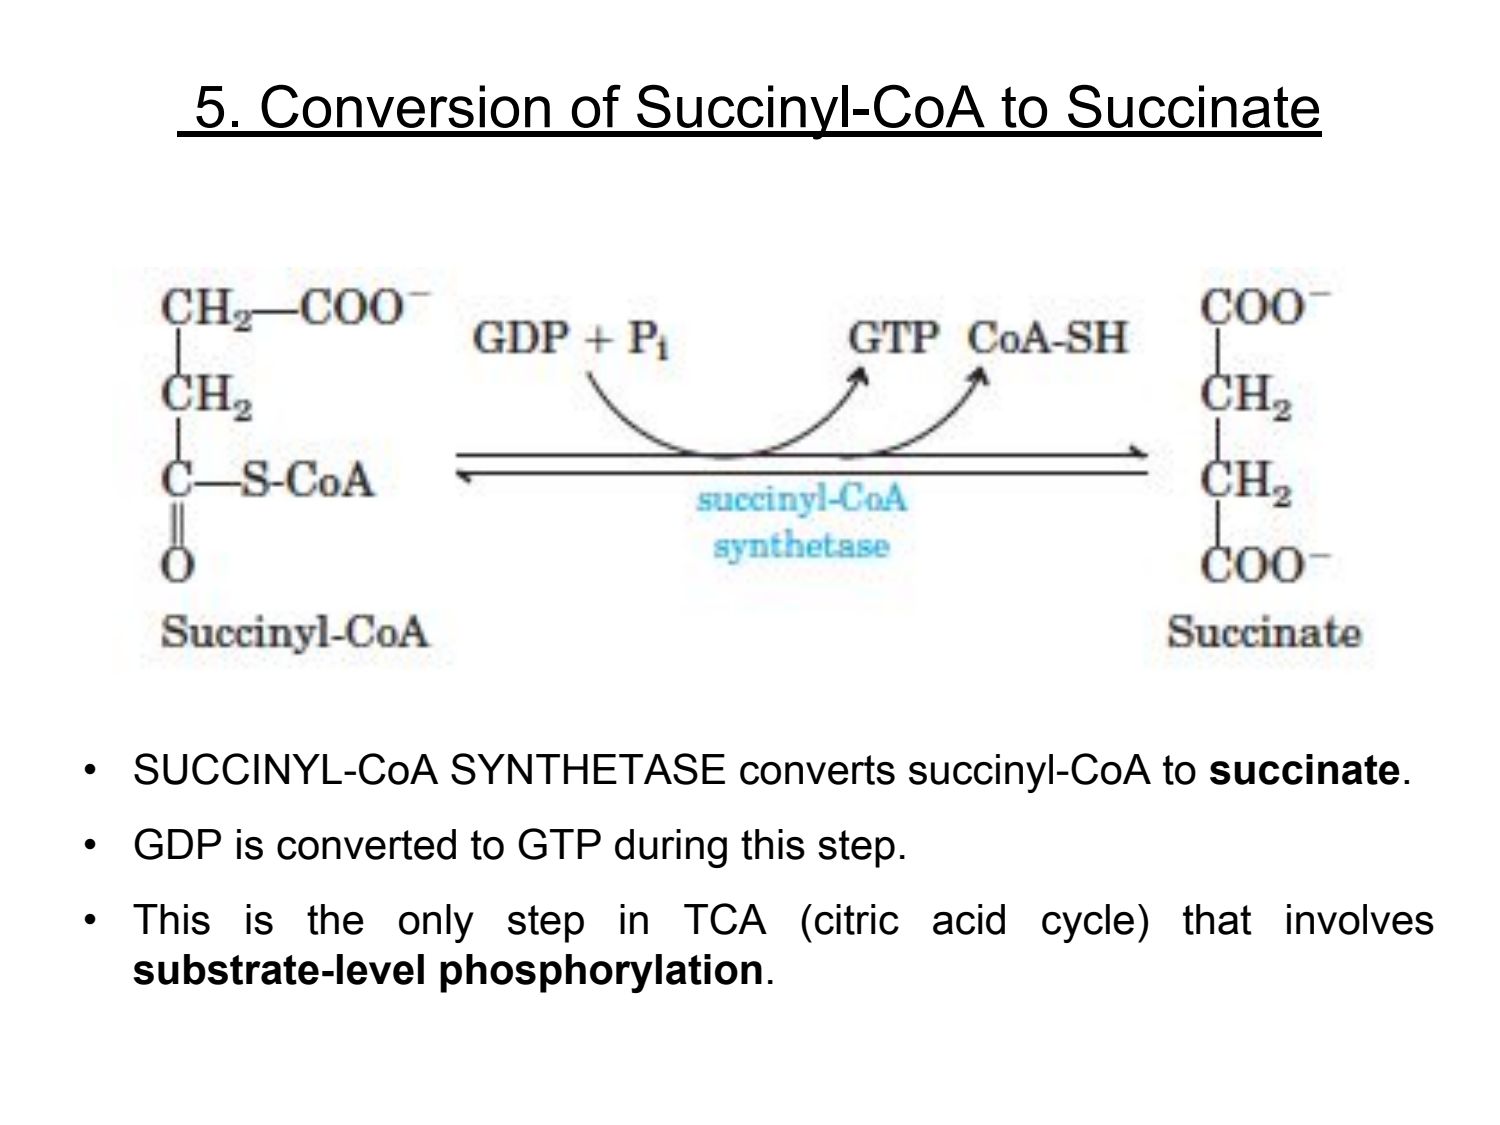 5. Conversion of Succinyl-CoA to Succinate
CH₂—COO⁻
CH₂
C—S-CoA
O
Succinyl-CoA
GDP + Pᵢ
GTP CoA-SH
succinyl-CoA
synthetase
COO⁻
CH₂
CH₂
COO⁻
Succinate
• SUCCINYL-CoA SYNTHETASE converts succinyl-CoA to succinate.
• GDP is converted to GTP during this step.
• This is the only step in TCA (citric acid cycle) that involves
substrate-level phosphorylation.